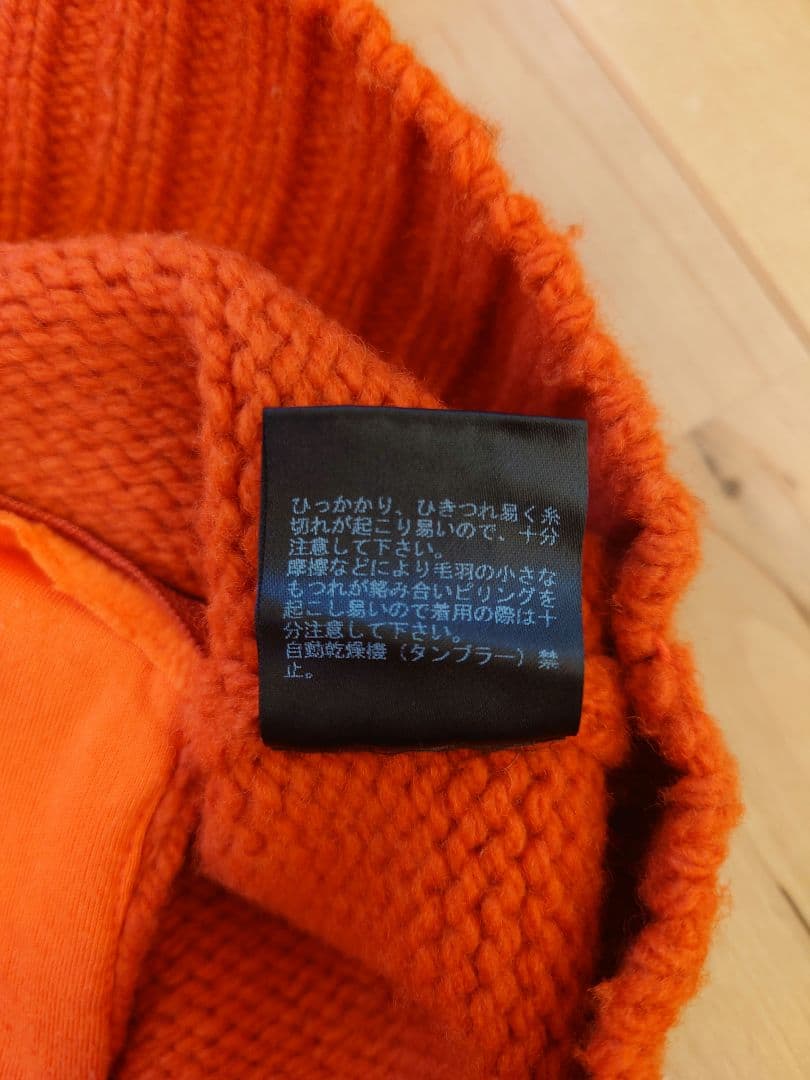 ひっかかり、ひきつれ易く糸
切れが起こり易いので、十分
注意して下さい。
摩擦などにより毛羽の小さな
もつれが絡み合いピリングを
起こし易いので着用の際は十
分注意して下さい。
自動乾燥機（タンブラー）禁
止。